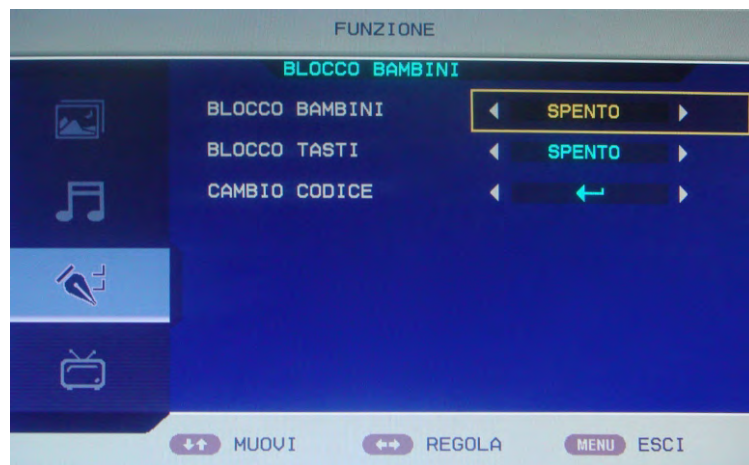 FUNZIONE
BLOCCO BAMBINI
BLOCCO BAMBINI SPENTO
BLOCCO TASTI SPENTO
CAMBIO CODICE
MUOVI REGOLA MENU ESCI